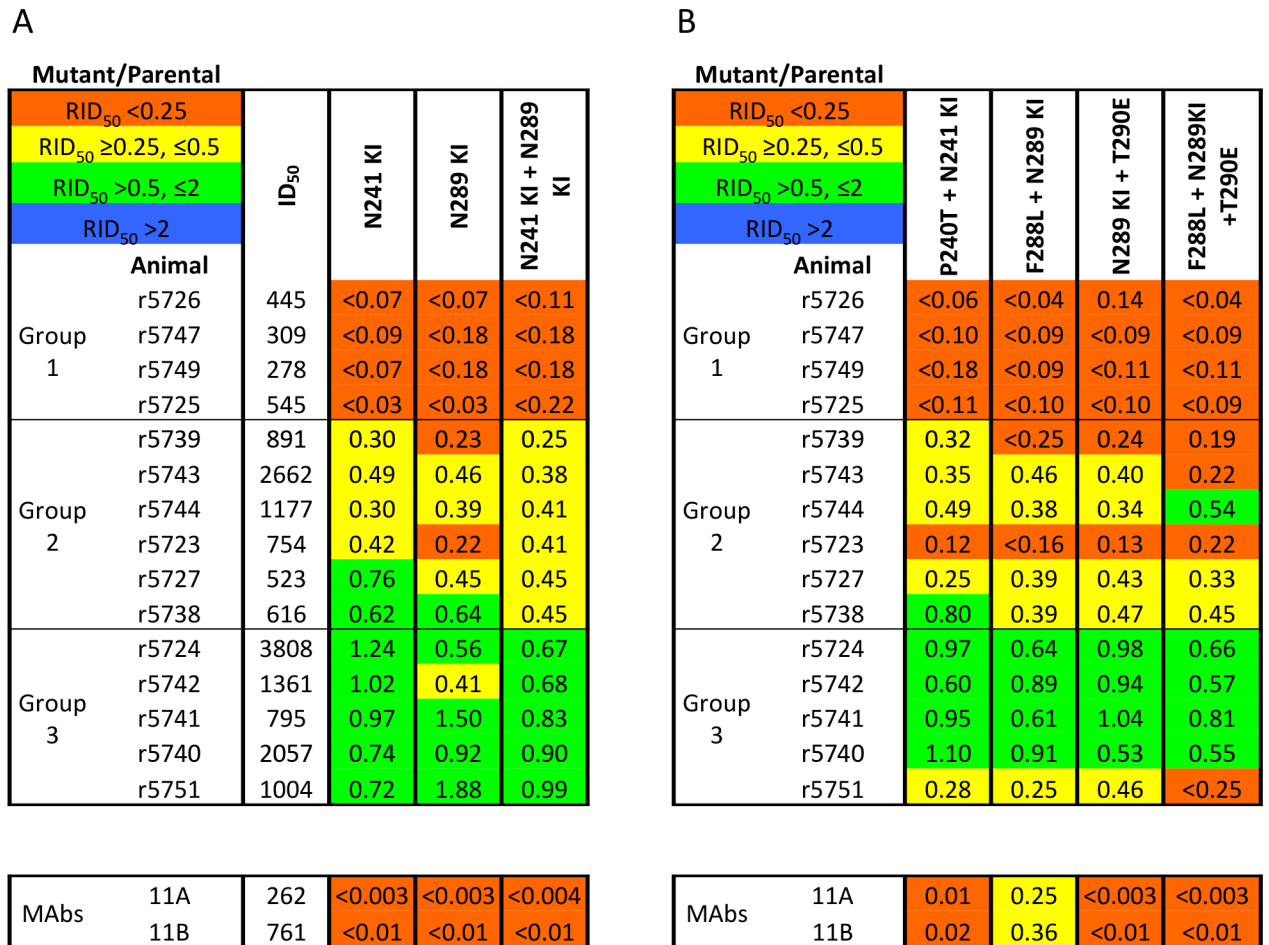 A B
Mutant/Parental Mutant/Parental
RID50 <0.25 RID50 <0.25
RID50 ≥0.25, ≤0.5 RID50 ≥0.25, ≤0.5
RID50 >0.5, ≤2 RID50 >0.5, ≤2
RID50 >2 RID50 >2
ID50 N241 KI N289 KI N241 KI + N289 KI P240T + N241 KI F288L + N289 KI N289 KI + T290E F288L + N289KI +T290E
Animal Animal
r5726 445 <0.07 <0.07 <0.11 r5726 <0.06 <0.04 0.14 <0.04
Group 1 r5747 309 <0.09 <0.18 <0.18 Group 1 r5747 <0.10 <0.09 <0.09 <0.09
r5749 278 <0.07 <0.18 <0.18 r5749 <0.18 <0.09 <0.11 <0.11
r5725 545 <0.03 <0.03 <0.22 r5725 <0.11 <0.10 <0.10 <0.09
r5739 891 0.30 0.23 0.25 r5739 0.32 <0.25 0.24 0.19
r5743 2662 0.49 0.46 0.38 r5743 0.35 0.46 0.40 0.22
Group 2 r5744 1177 0.30 0.39 0.41 Group 2 r5744 0.49 0.38 0.34 0.54
r5723 754 0.42 0.22 0.41 r5723 0.12 <0.16 0.13 0.22
r5727 523 0.76 0.45 0.45 r5727 0.25 0.39 0.43 0.33
r5738 616 0.62 0.64 0.45 r5738 0.80 0.39 0.47 0.45
r5724 3808 1.24 0.56 0.67 r5724 0.97 0.64 0.98 0.66
r5742 1361 1.02 0.41 0.68 r5742 0.60 0.89 0.94 0.57
Group 3 r5741 795 0.97 1.50 0.83 Group 3 r5741 0.95 0.61 1.04 0.81
r5740 2057 0.74 0.92 0.90 r5740 1.10 0.91 0.53 0.55
r5751 1004 0.72 1.88 0.99 r5751 0.28 0.25 0.46 <0.25
MAbs 11A 262 <0.003 <0.003 <0.004 MAbs 11A 0.01 0.25 <0.003 <0.003
11B 761 <0.01 <0.01 <0.01 11B 0.02 0.36 <0.01 <0.01